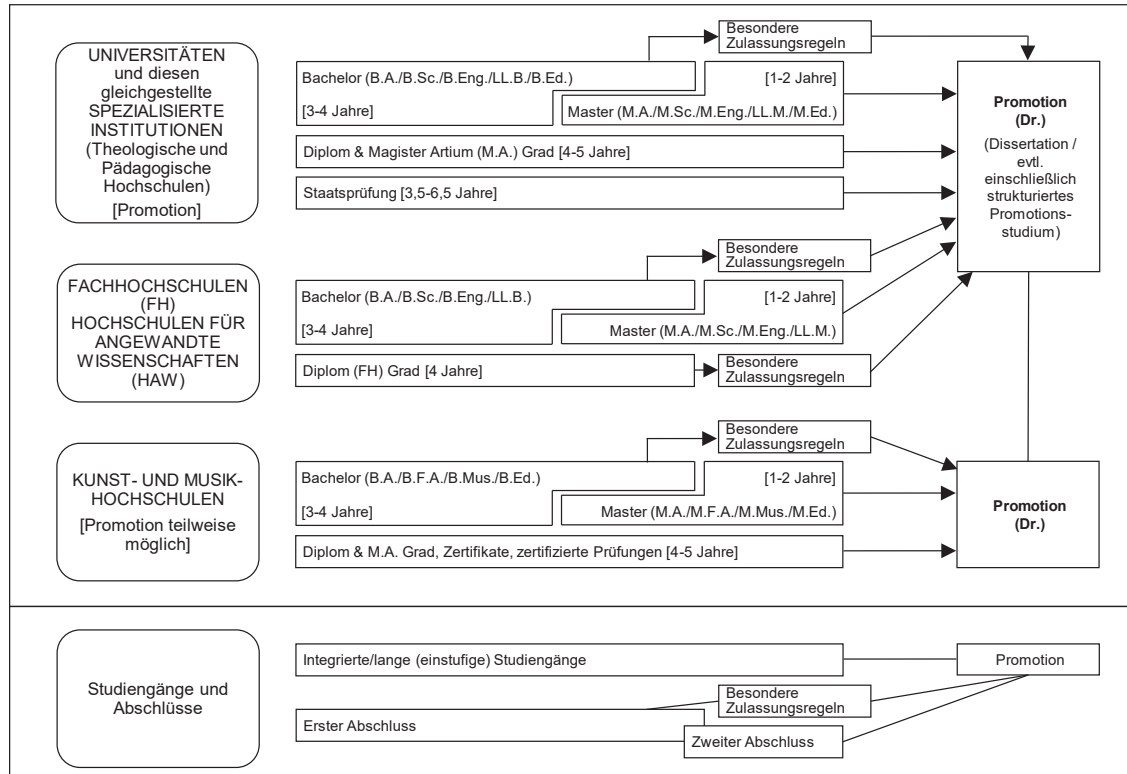 UNIVERSITÄTEN
und diesen
gleichgestellte
SPEZIALISIERTE
INSTITUTIONEN
(Theologische und
Pädagogische
Hochschulen)
[Promotion]
Besondere
Zulassungsregeln
Bachelor (B.A./B.Sc./B.Eng./LL.B./B.Ed.)
[3-4 Jahre]
[1-2 Jahre]
Master (M.A./M.Sc./M.Eng./LL.M./M.Ed.)
Diplom & Magister Artium (M.A.) Grad [4-5 Jahre]
Staatsprüfung [3,5-6,5 Jahre]
Promotion
(Dr.)
(Dissertation /
evtl.
einschließlich
strukturiertes
Promotions-
studium)
FACHHOCHSCHULEN
(FH)
HOCHSCHULEN FÜR
ANGEWANDTE
WISSENSCHAFTEN
(HAW)
Besondere
Zulassungsregeln
Bachelor (B.A./B.Sc./B.Eng./LL.B.)
[3-4 Jahre]
[1-2 Jahre]
Master (M.A./M.Sc./M.Eng./LL.M.)
Diplom (FH) Grad [4 Jahre]
Besondere
Zulassungsregeln
KUNST- UND MUSIK-
HOCHSCHULEN
[Promotion teilweise
möglich]
Besondere
Zulassungsregeln
Bachelor (B.A./B.F.A./B.Mus./B.Ed.)
[3-4 Jahre]
[1-2 Jahre]
Master (M.A./M.F.A./M.Mus./M.Ed.)
Diplom & M.A. Grad, Zertifikate, zertifizierte Prüfungen [4-5 Jahre]
Promotion
(Dr.)
Studiengänge und
Abschlüsse
Integrierte/lange (einstufige) Studiengänge
Promotion
Besondere
Zulassungsregeln
Erster Abschluss
Zweiter Abschluss